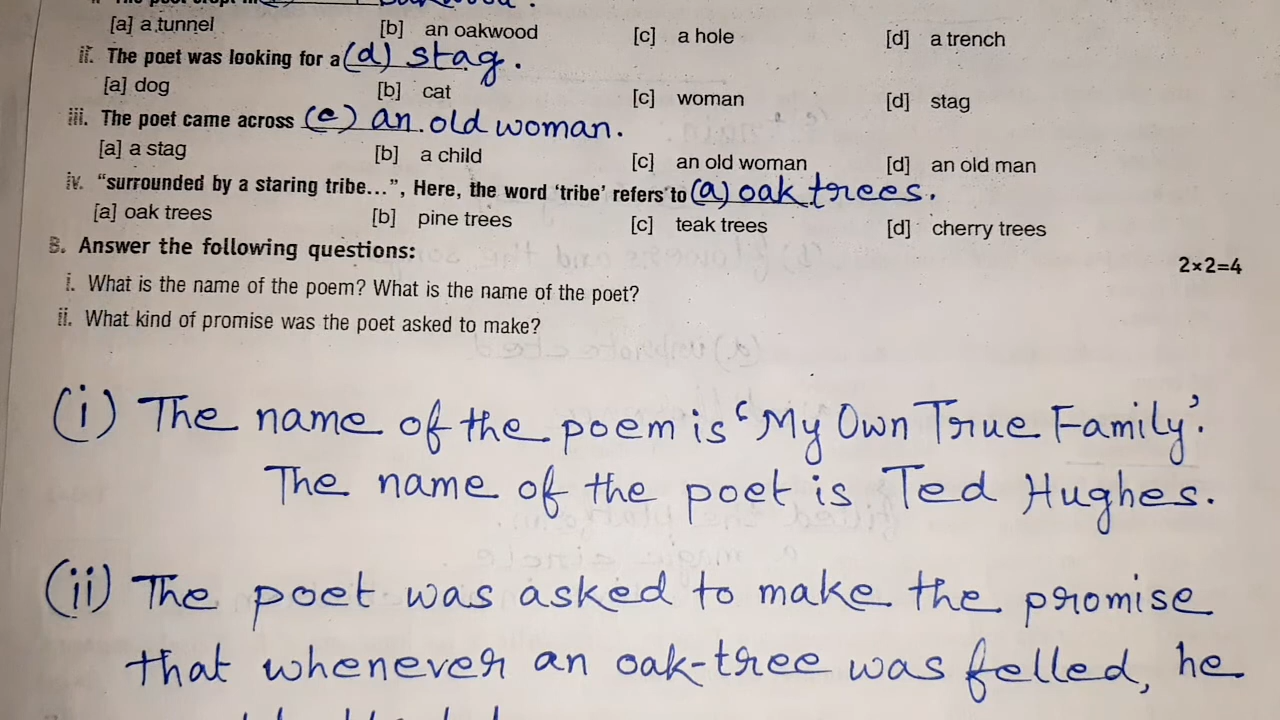 [a] a tunnel [b] an oakwood [c] a hole [d] a trench
ii. The poet was looking for a (d) stag.
[a] dog [b] cat [c] woman [d] stag
iii. The poet came across (c) an old woman.
[a] a stag [b] a child [c] an old woman [d] an old man
iv. “surrounded by a staring tribe...”, Here, the word ‘tribe’ refers to (a) oak trees.
[a] oak trees [b] pine trees [c] teak trees [d] cherry trees
B. Answer the following questions: 2×2=4
i. What is the name of the poem? What is the name of the poet?
ii. What kind of promise was the poet asked to make?
(i) The name of the poem is ‘My Own True Family’.
The name of the poet is Ted Hughes.
(ii) The poet was asked to make the promise
that whenever an oak-tree was felled, he